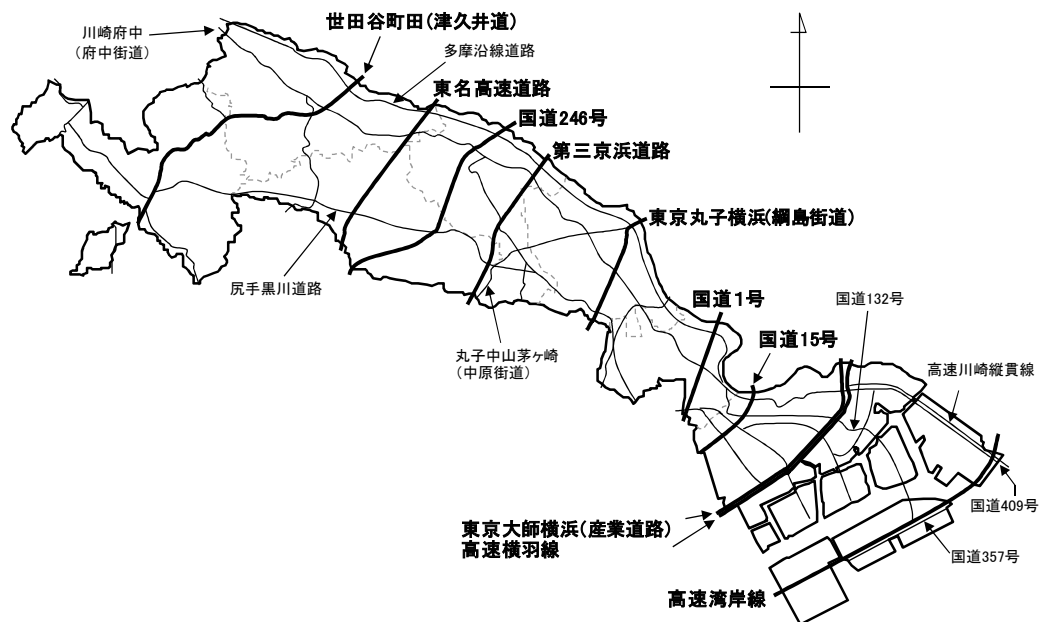 世田谷町田(津久井道)
川崎府中
(府中街道)
多摩沿線道路
東名高速道路
国道246号
第三京浜道路
東京丸子横浜(綱島街道)
尻手黒川道路
国道1号
国道132号
国道15号
丸子中山茅ヶ崎
(中原街道)
高速川崎縦貫線
国道409号
東京大師横浜(産業道路)
高速横羽線
国道357号
高速湾岸線